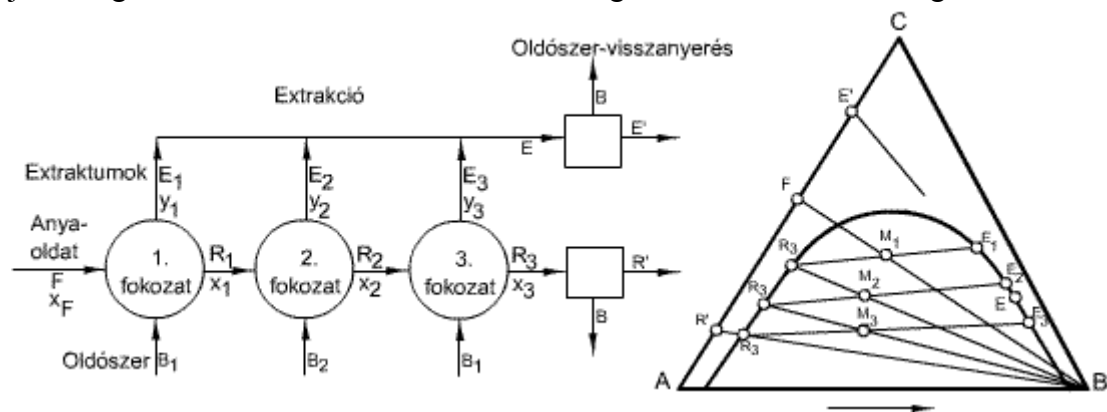 Oldószer-visszanyerés
Extrakció
B
E
E'
Extraktumok
E1
y1
E2
y2
E3
y3
Anya-
oldat
F
xF
1.
fokozat
R1
x1
2.
fokozat
R2
x2
3.
fokozat
R3
x3
R'
B
Oldószer
B1
B2
B1
C
E'
F
R3
M1
E1
R3
M2
E2
E
R'
R3
M3
E3
A
B